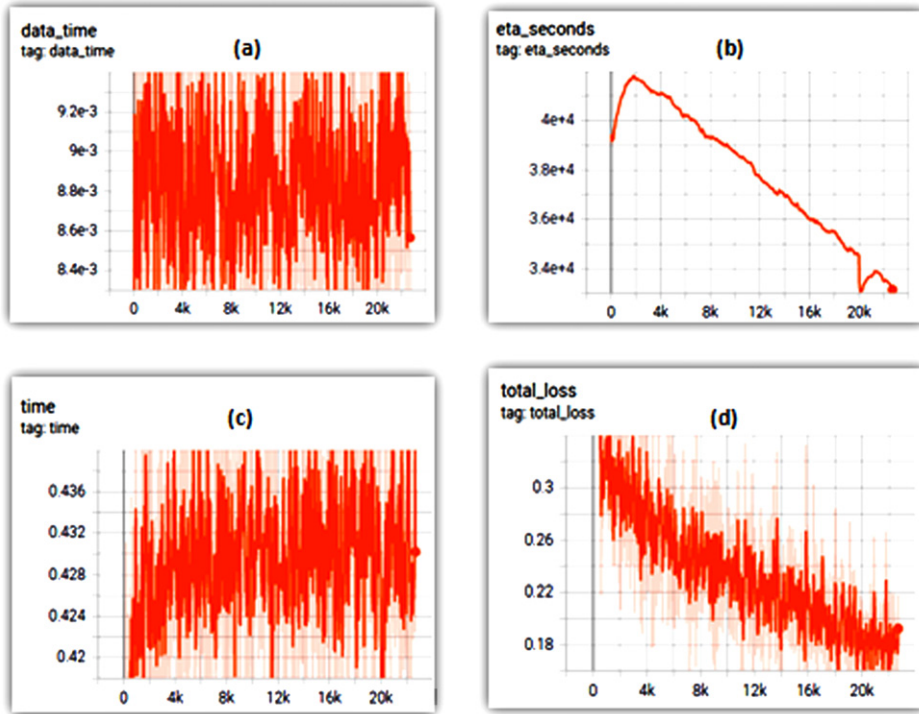 data_time
tag: data_time
(a)
9.2e-3
9e-3
8.8e-3
8.6e-3
8.4e-3
0 4k 8k 12k 16k 20k
eta_seconds
tag: eta_seconds
(b)
4e+4
3.8e+4
3.6e+4
3.4e+4
0 4k 8k 12k 16k 20k
time
tag: time
(c)
0.436
0.432
0.428
0.424
0.42
0 4k 8k 12k 16k 20k
total_loss
tag: total_loss
(d)
0.3
0.26
0.22
0.18
0 4k 8k 12k 16k 20k